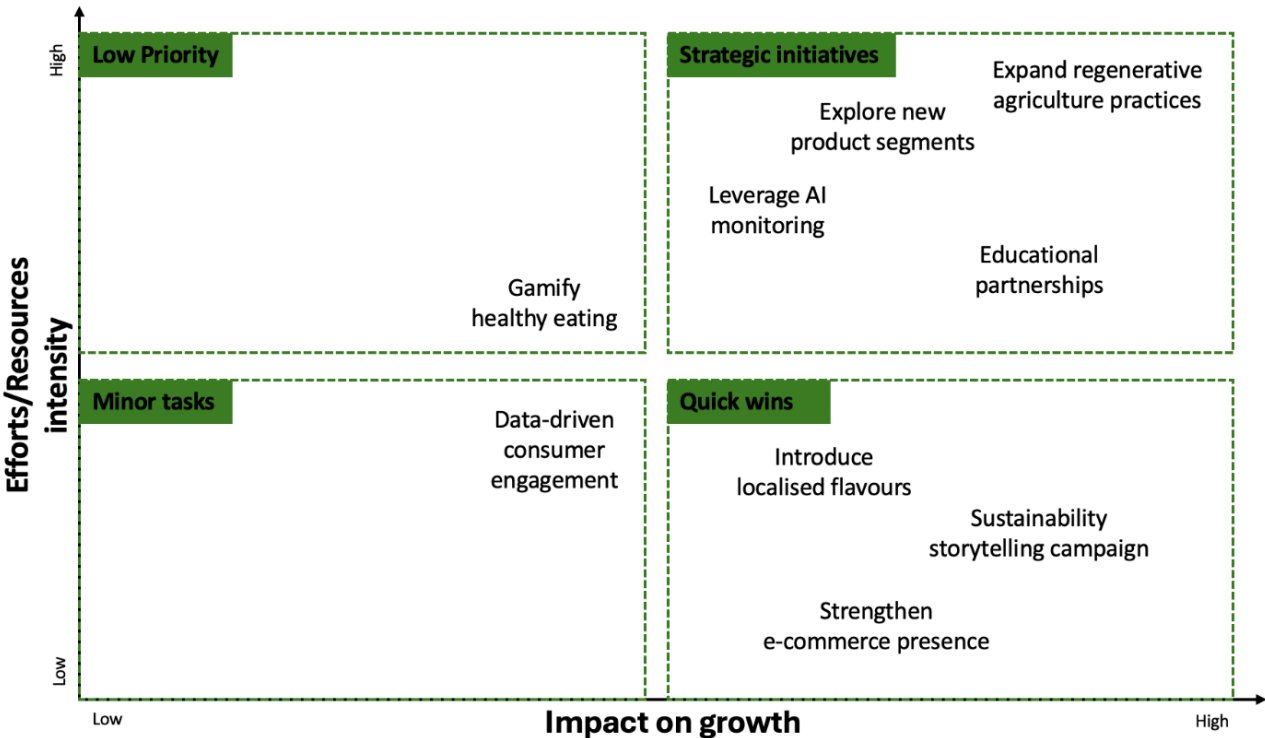 High
Low Priority
Strategic initiatives
Expand regenerative
agriculture practices
Explore new
product segments
Leverage AI
monitoring
Educational
partnerships
Gamify
healthy eating
Efforts/Resources
intensity
Minor tasks
Quick wins
Data-driven
consumer
engagement
Introduce
localised flavours
Sustainability
storytelling campaign
Strengthen
e-commerce presence
Low
Low
Impact on growth
High